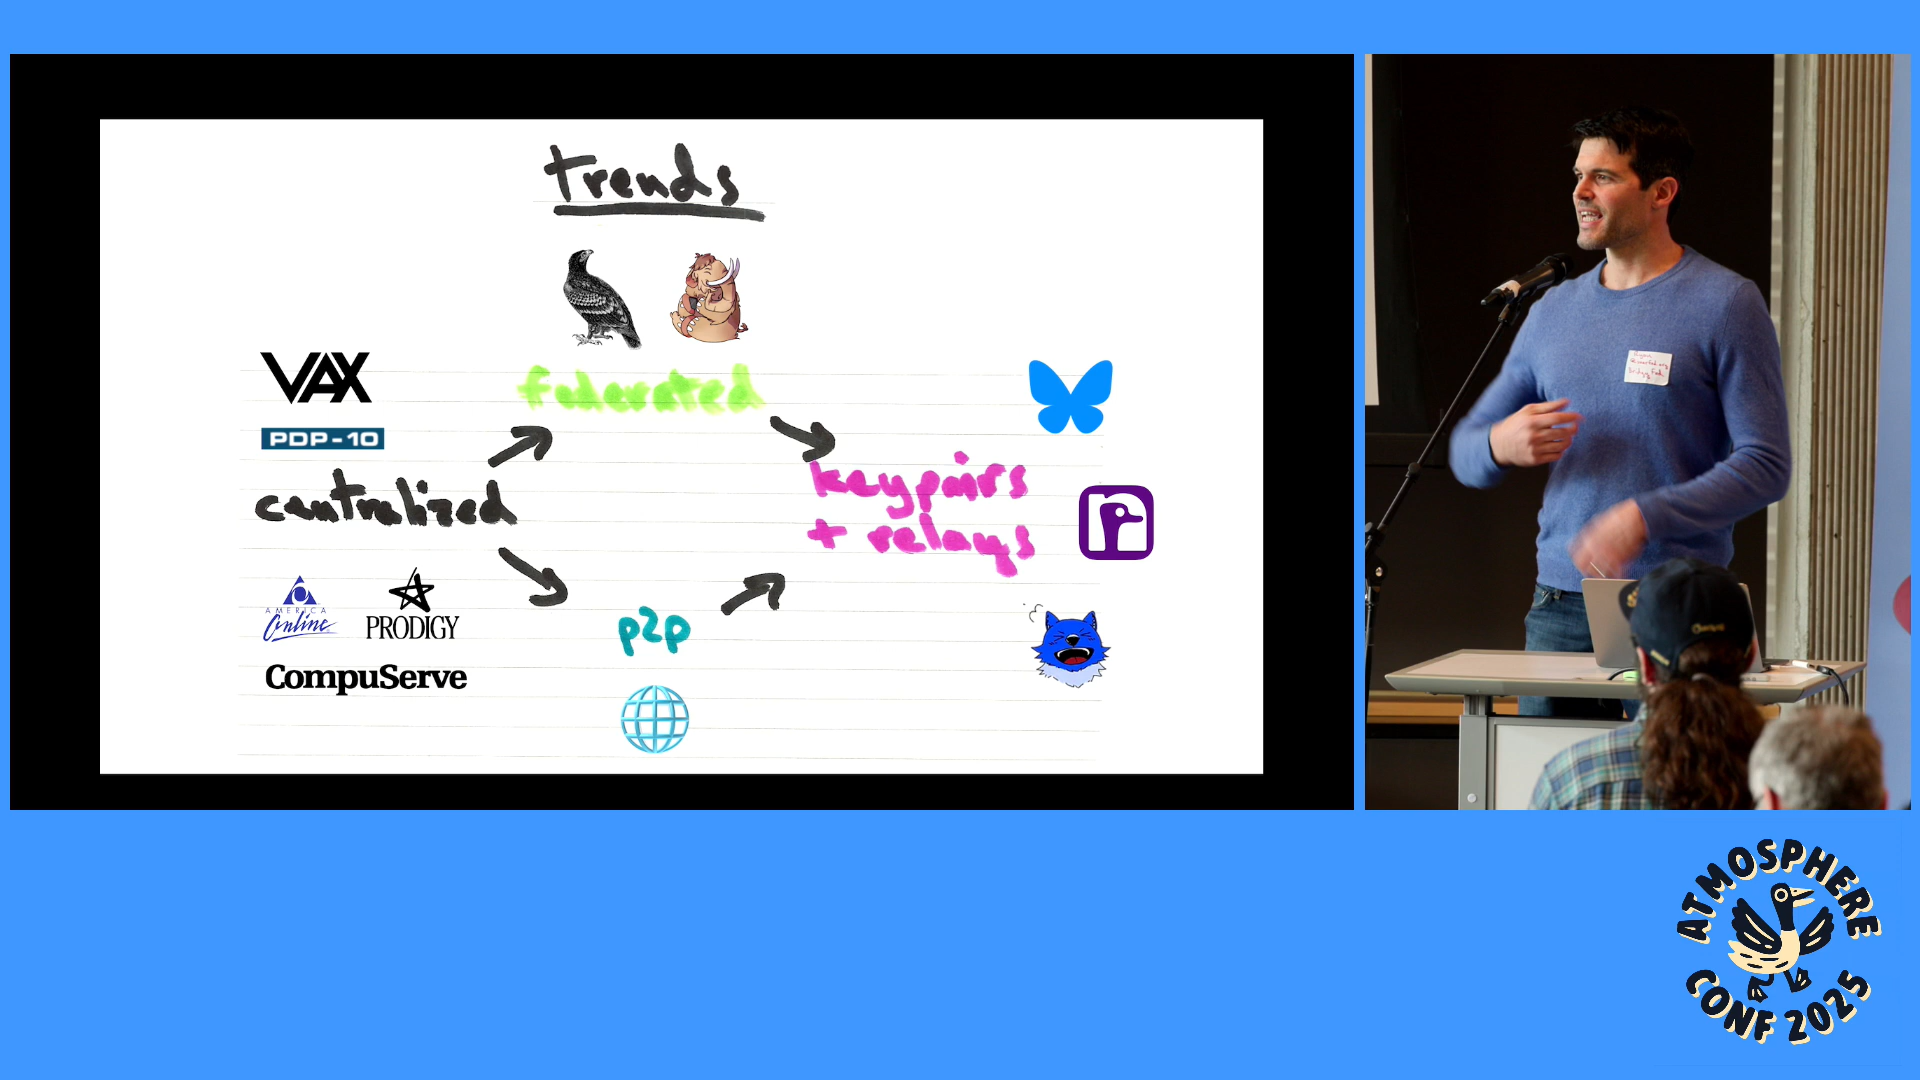 trends
VAX
PDP-10
federated
centralized
keypairs
+ relays
AMERICA
Online
PRODIGY
CompuServe
p2p
ATMOSPHERE
CONF 2025